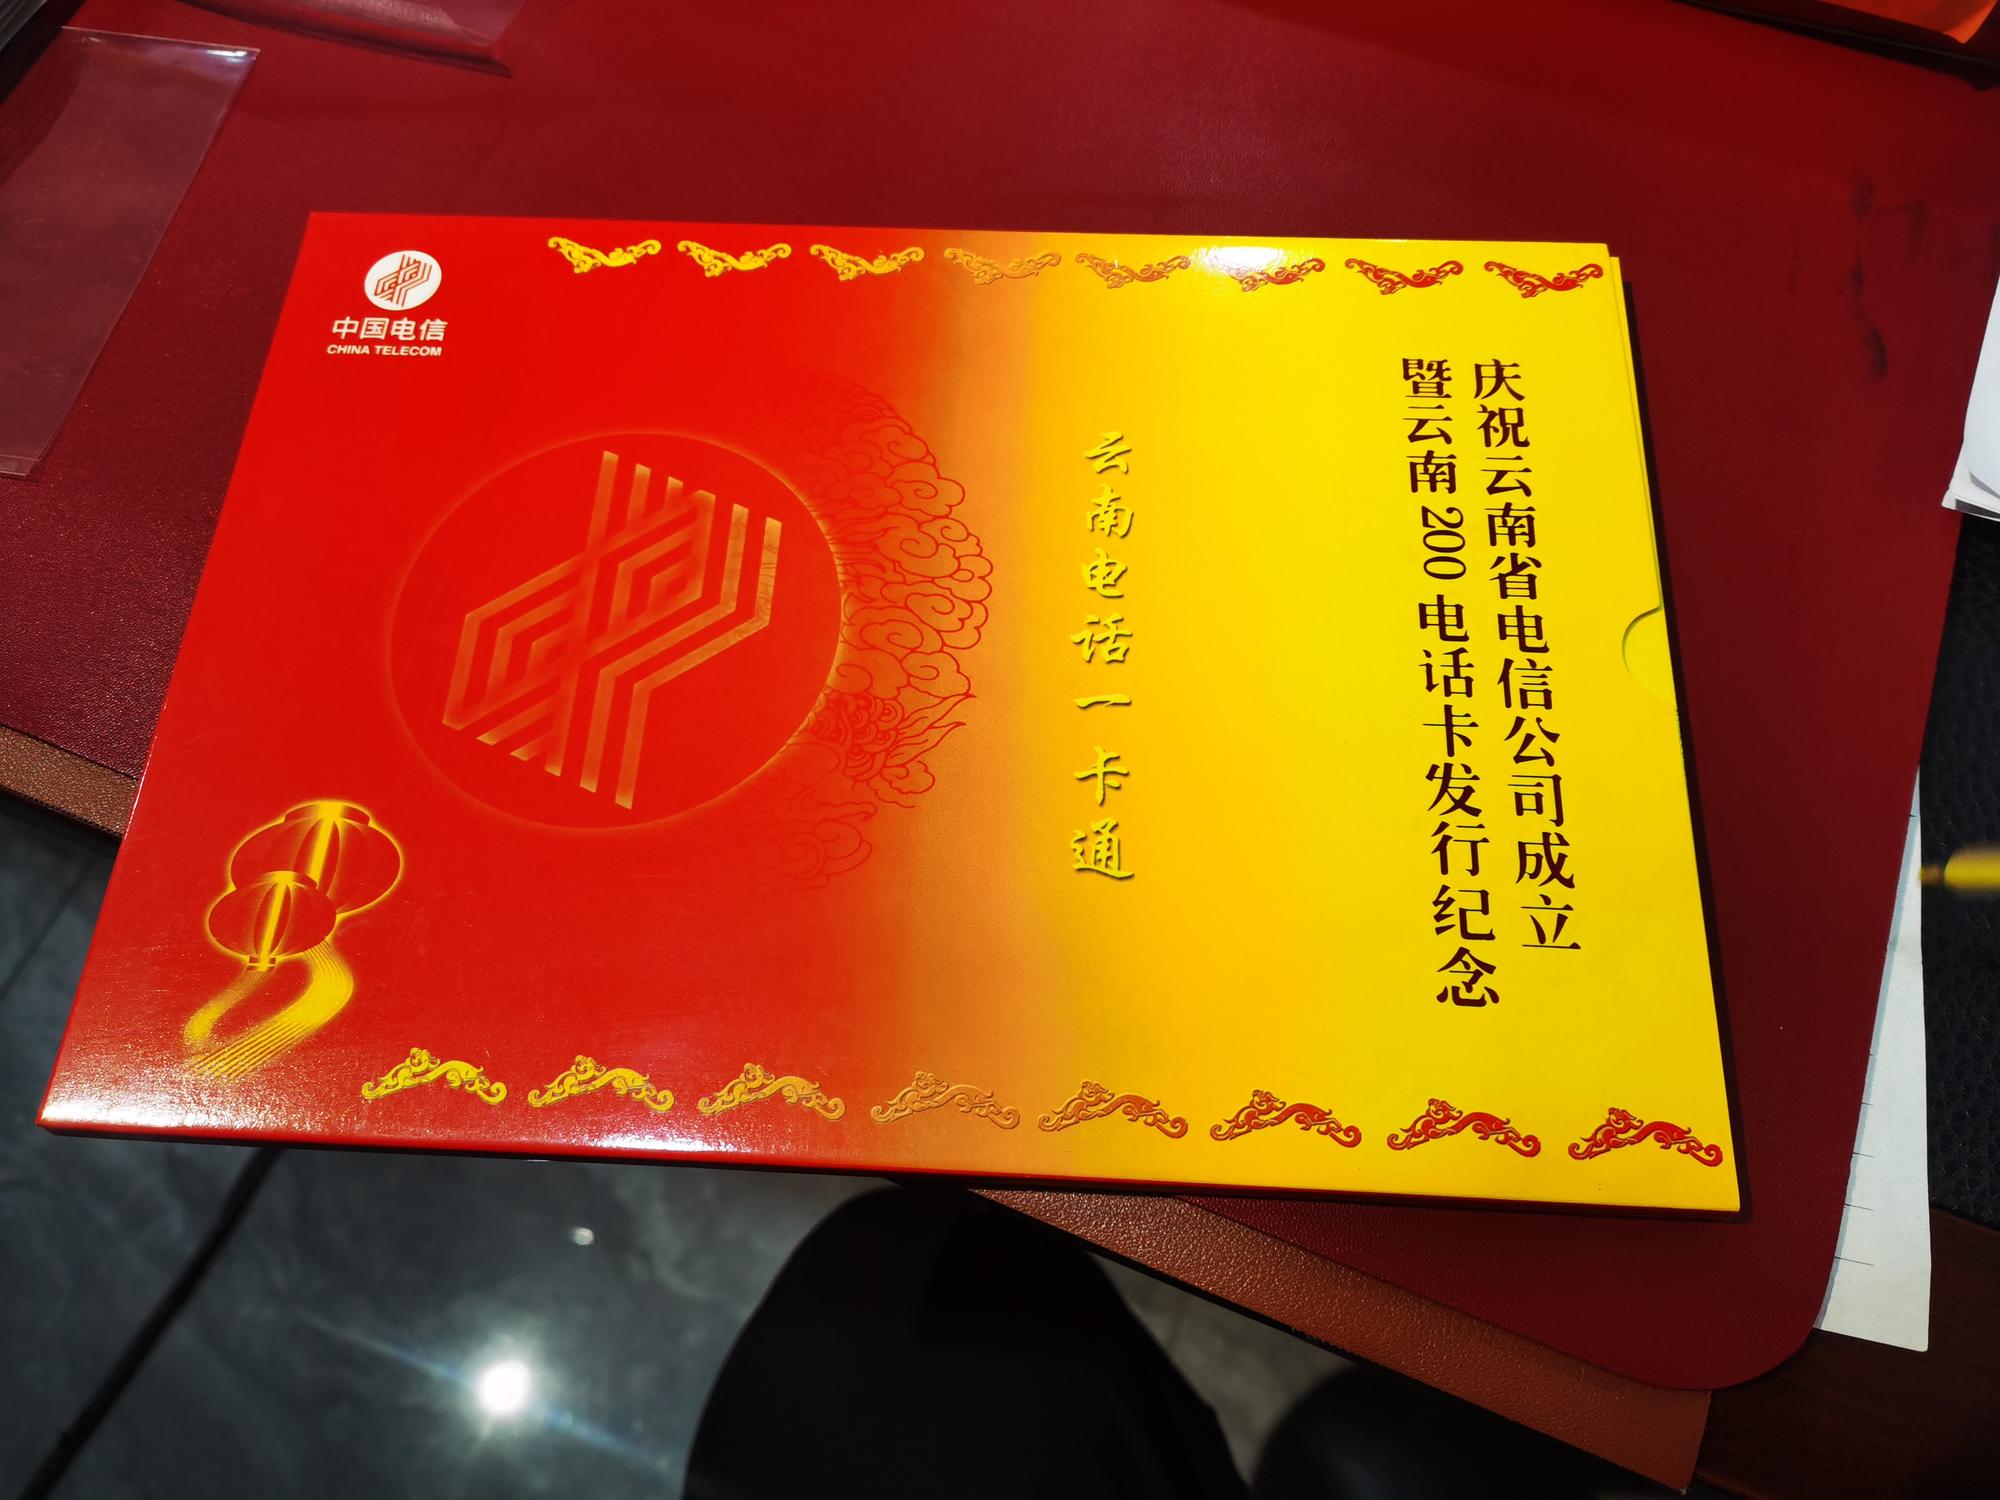 中国电信
CHINA TELECOM
庆祝云南省电信公司成立
暨云南200电话卡发行纪念
云南电话一卡通